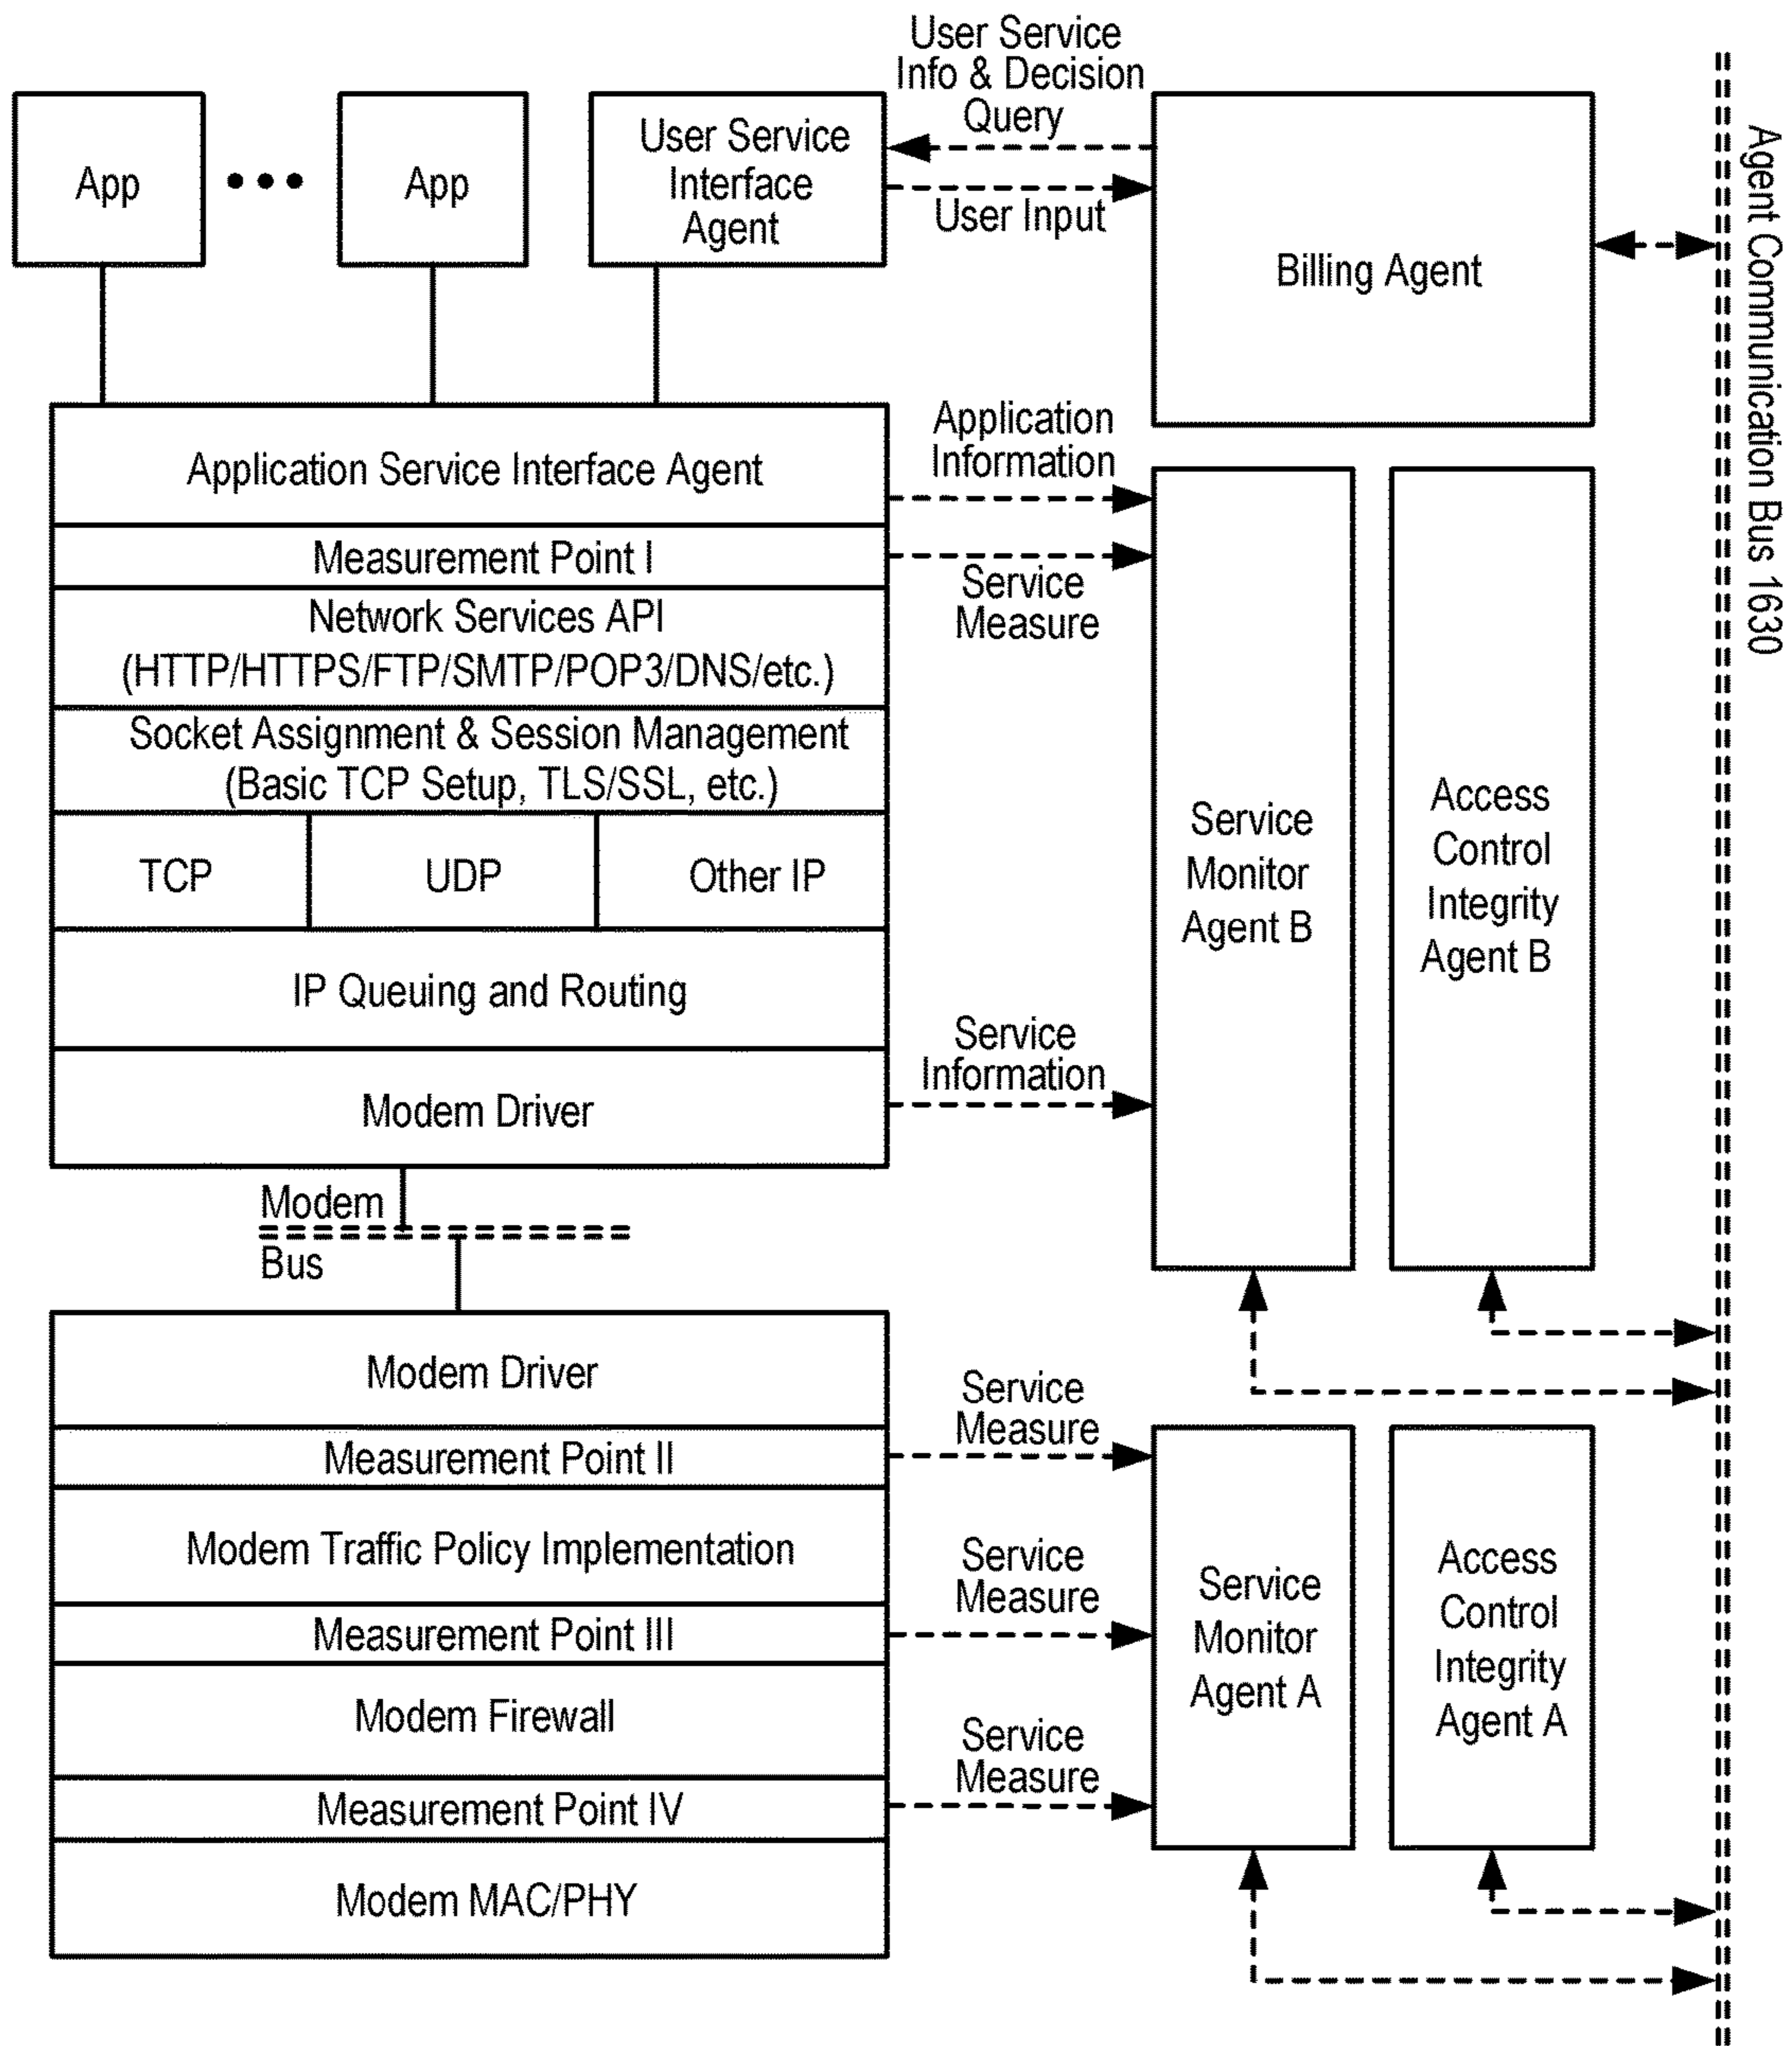 User Service
Info & Decision
Query
App
App
User Service
Interface
Agent
User Input
Billing Agent
Agent Communication Bus 1630
Application Service Interface Agent
Application
Information
Measurement Point I
Service
Measure
Network Services API
(HTTP/HTTPS/FTP/SMTP/POP3/DNS/etc.)
Socket Assignment & Session Management
(Basic TCP Setup, TLS/SSL, etc.)
TCP
UDP
Other IP
Service
Monitor
Agent B
Access
Control
Integrity
Agent B
IP Queuing and Routing
Service
Information
Modem Driver
Modem
Bus
Modem Driver
Service
Measure
Measurement Point II
Modem Traffic Policy Implementation
Service
Measure
Measurement Point III
Service
Monitor
Agent A
Access
Control
Integrity
Agent A
Modem Firewall
Service
Measure
Measurement Point IV
Modem MAC/PHY